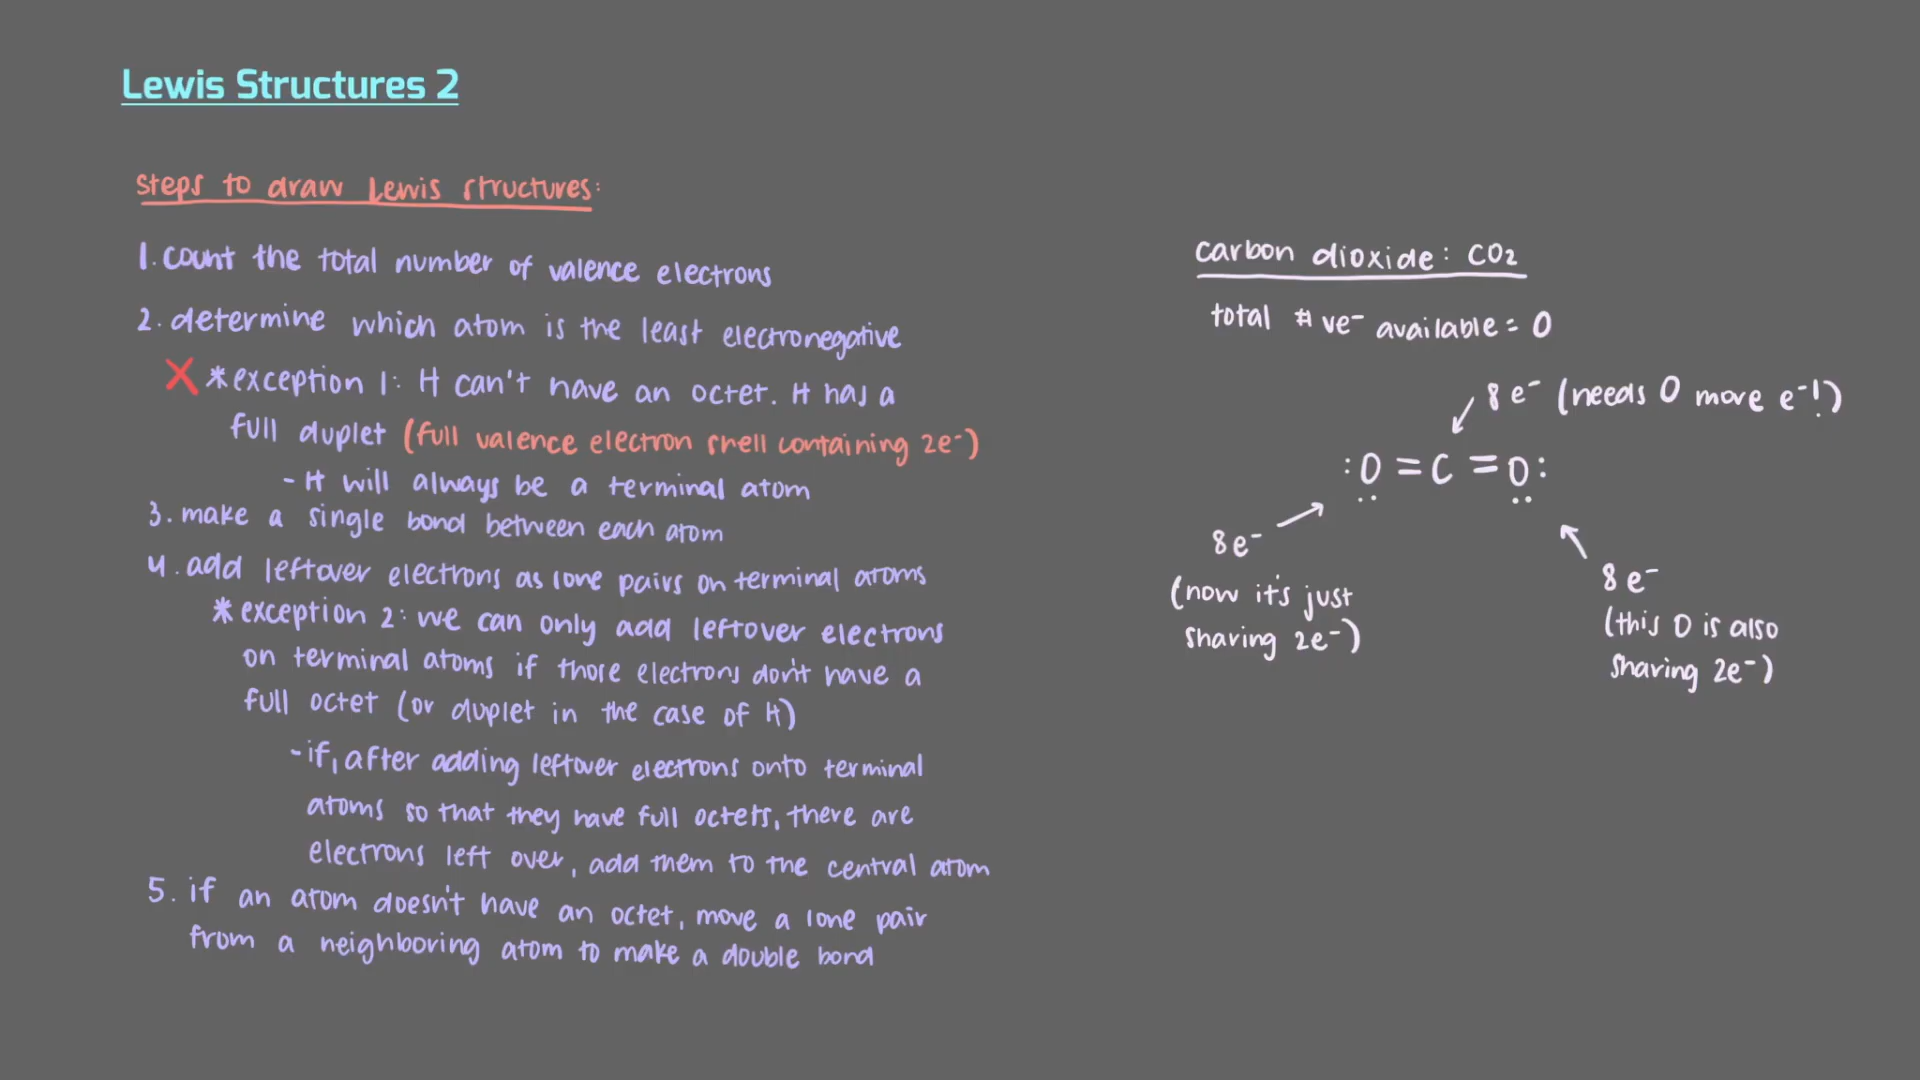 Lewis Structures 2
steps to draw Lewis structures:
1. count the total number of valence electrons
2. determine which atom is the least electronegative
X * exception 1: H can't have an octet. H has a
full duplet (full valence electron shell containing 2e⁻)
- H will always be a terminal atom
3. make a single bond between each atom
4. add leftover electrons as lone pairs on terminal atoms
* exception 2: we can only add leftover electrons
on terminal atoms if those electrons don't have a
full octet (or duplet in the case of H)
- if, after adding leftover electrons onto terminal
atoms so that they have full octets, there are
electrons left over, add them to the central atom
5. if an atom doesn't have an octet, move a lone pair
from a neighboring atom to make a double bond
carbon dioxide: CO₂
total # ve⁻ available = 0
8 e⁻ (needs 0 more e⁻!)
:O = C = O:
8e⁻
(now it's just
sharing 2e⁻)
8e⁻
(this O is also
sharing 2e⁻)